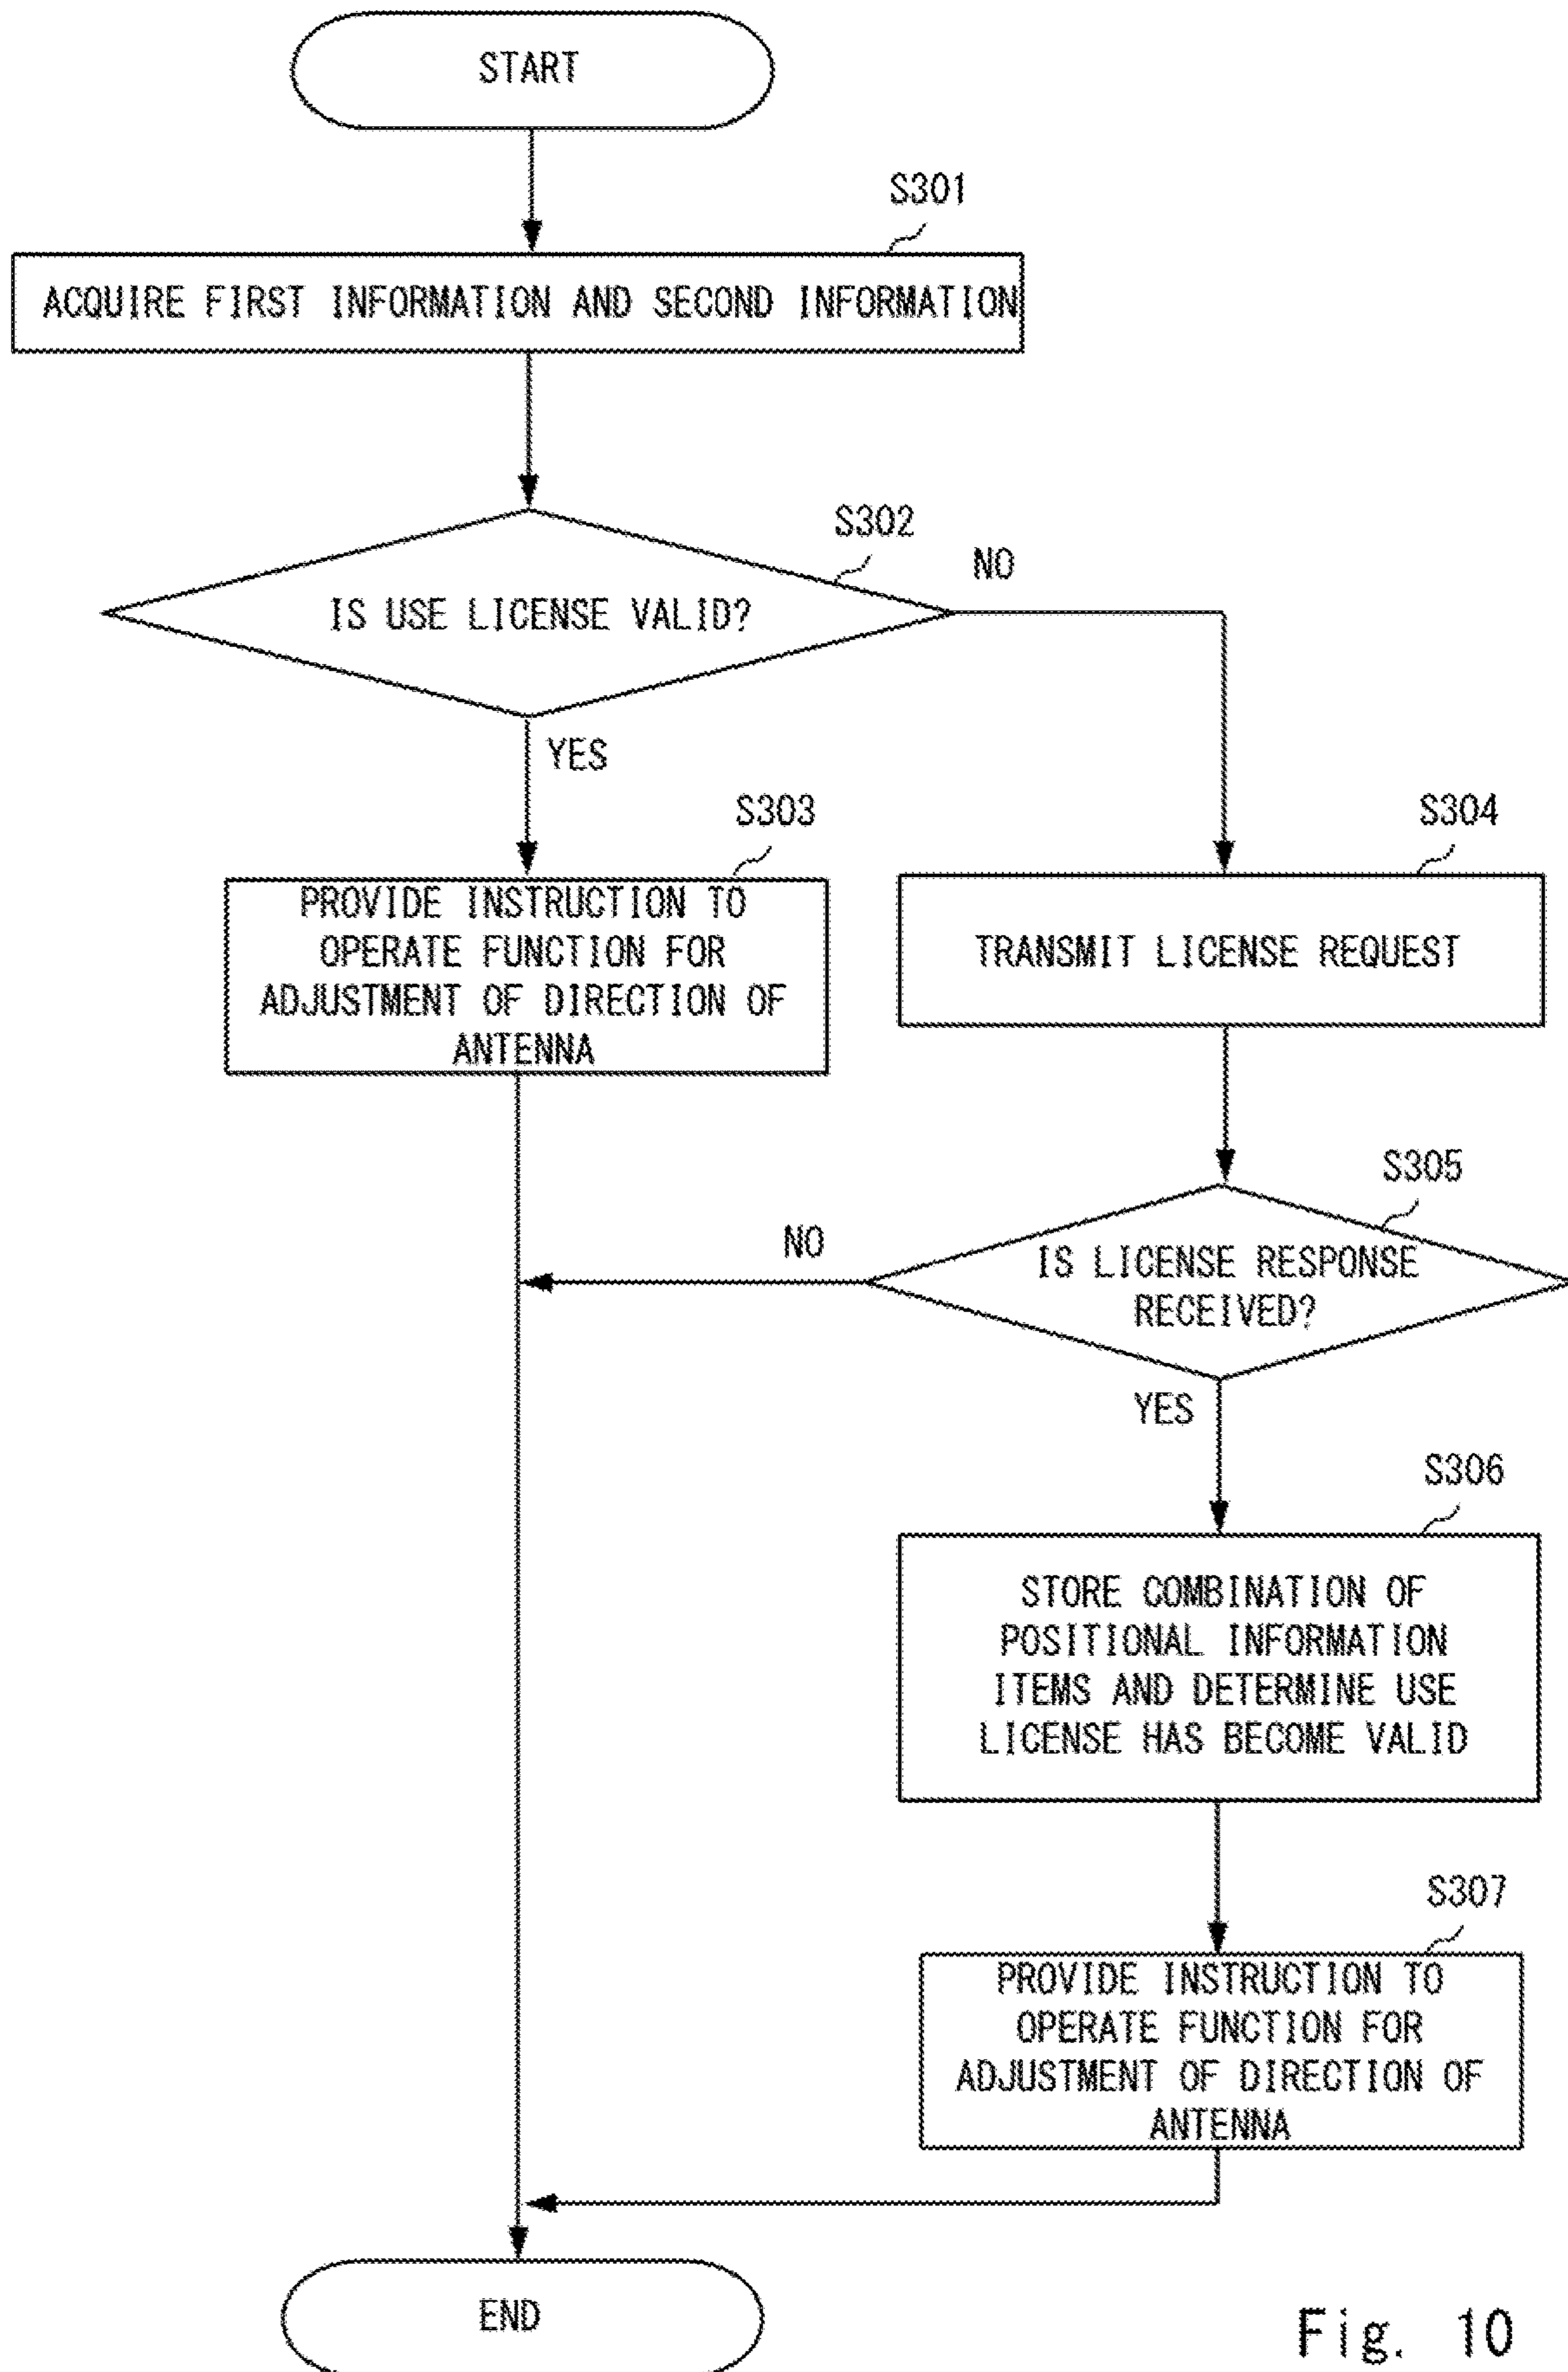 START
S301
ACQUIRE FIRST INFORMATION AND SECOND INFORMATION
S302
IS USE LICENSE VALID?
NO
YES
S303
PROVIDE INSTRUCTION TO
OPERATE FUNCTION FOR
ADJUSTMENT OF DIRECTION OF
ANTENNA
S304
TRANSMIT LICENSE REQUEST
S305
IS LICENSE RESPONSE
RECEIVED?
NO
YES
S306
STORE COMBINATION OF
POSITIONAL INFORMATION
ITEMS AND DETERMINE USE
LICENSE HAS BECOME VALID
S307
PROVIDE INSTRUCTION TO
OPERATE FUNCTION FOR
ADJUSTMENT OF DIRECTION OF
ANTENNA
END
Fig. 10